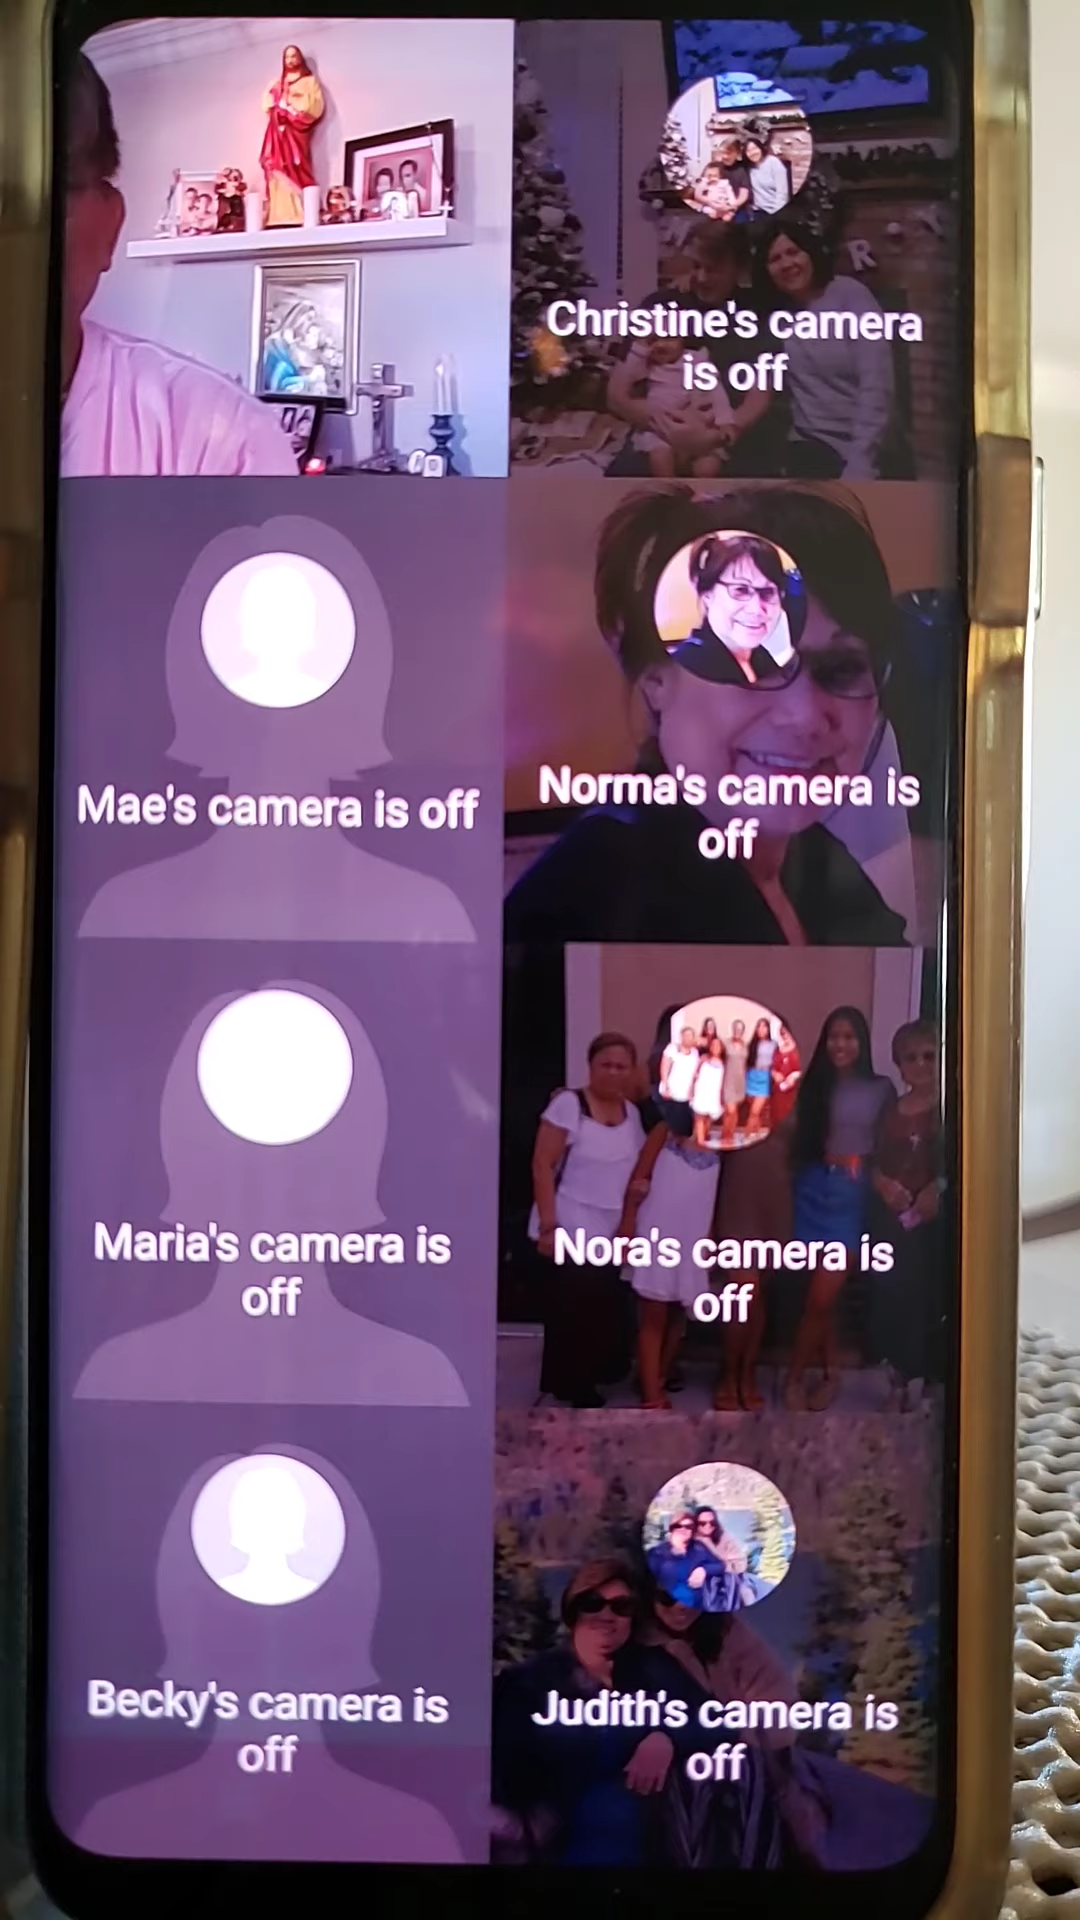 Christine's camera
is off
Mae's camera is off
Norma's camera is
off
Maria's camera is
off
Nora's camera is
off
Becky's camera is
off
Judith's camera is
off